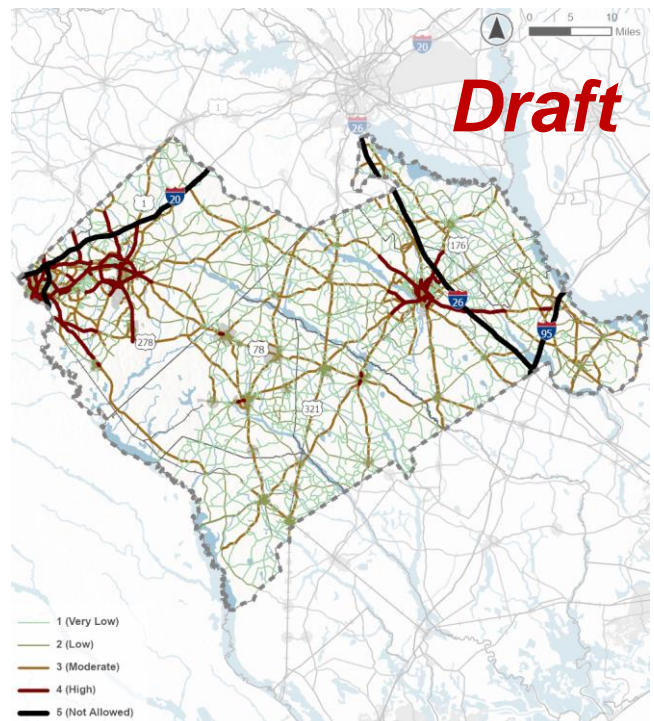 0 5 10
Miles
20
1
26
Draft
1
20
176
26
95
278
78
321
1 (Very Low)
2 (Low)
3 (Moderate)
4 (High)
5 (Not Allowed)